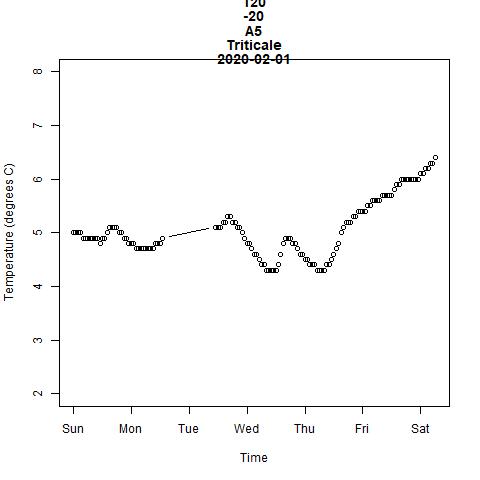 120
-20
A5
Triticale
2020-02-01
8
7
6
5
4
3
2
Temperature (degrees C)
Sun Mon Tue Wed Thu Fri Sat
Time